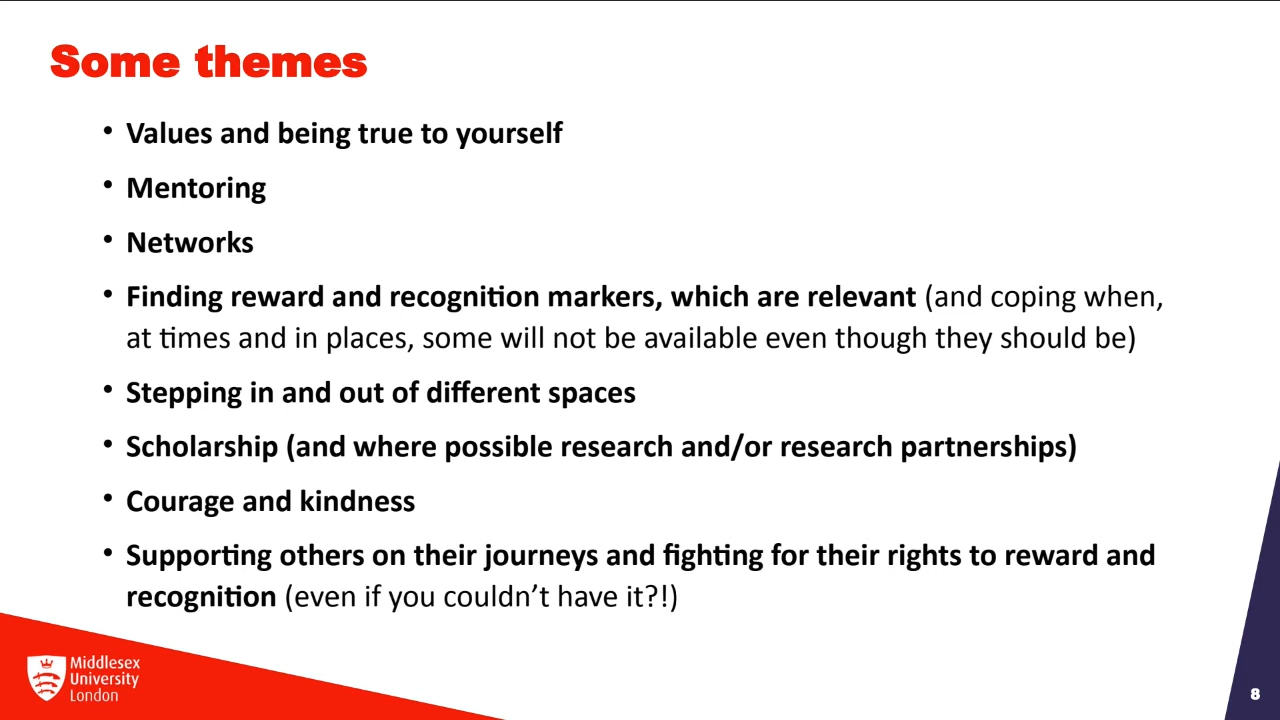 Some themes
• Values and being true to yourself
• Mentoring
• Networks
• Finding reward and recognition markers, which are relevant (and coping when,
at times and in places, some will not be available even though they should be)
• Stepping in and out of different spaces
• Scholarship (and where possible research and/or research partnerships)
• Courage and kindness
• Supporting others on their journeys and fighting for their rights to reward and
recognition (even if you couldn’t have it?!)
Middlesex
University
London
8